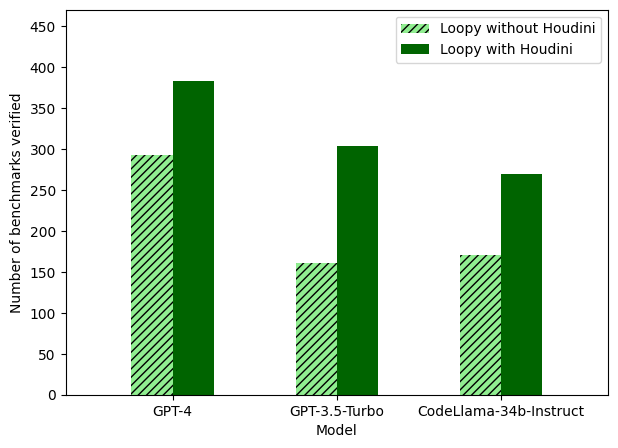 Loopy without Houdini
Loopy with Houdini
Number of benchmarks verified
450
400
350
300
250
200
150
100
50
0
GPT-4
GPT-3.5-Turbo
CodeLlama-34b-Instruct
Model